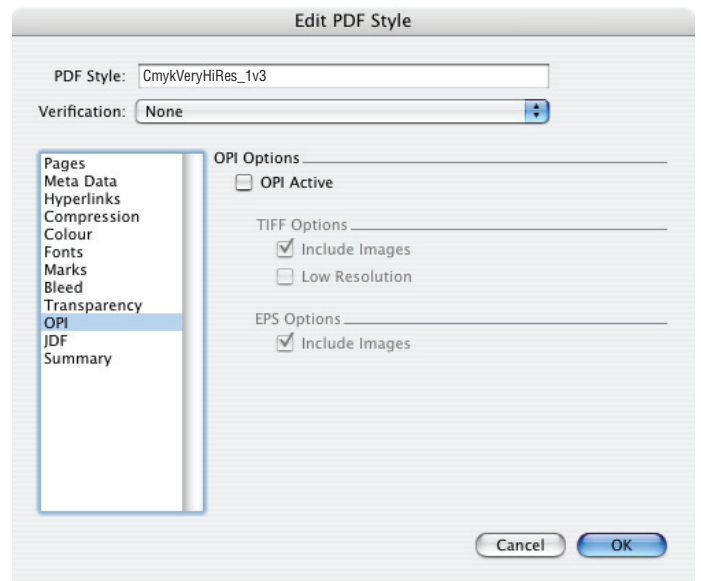 Edit PDF Style
PDF Style: CmykVeryHiRes_1v3
Verification: None
Pages
Meta Data
Hyperlinks
Compression
Colour
Fonts
Marks
Bleed
Transparency
OPI
JDF
Summary
OPI Options
OPI Active
TIFF Options
Include Images
Low Resolution
EPS Options
Include Images
Cancel OK